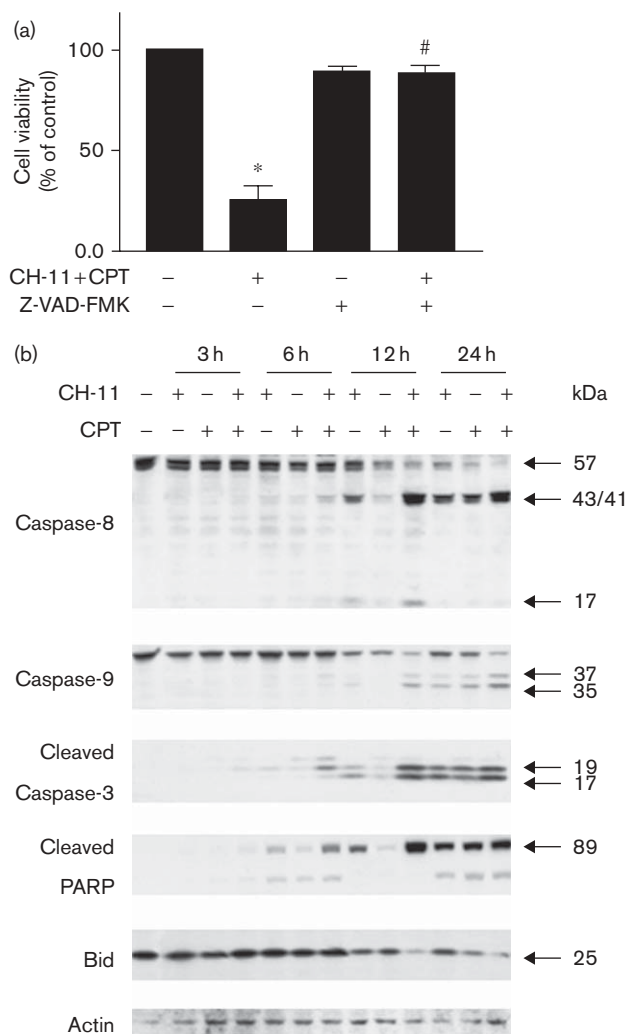 (a)
Cell viability
(% of control)
100
50
0.0
*
#
CH-11+CPT – + – +
Z-VAD-FMK – – + +
(b)
3 h 6 h 12 h 24 h
CH-11 – + – + + – + + – + + – + kDa
CPT – – + + – + + – + + – + +
Caspase-8
57
43/41
17
Caspase-9
37
35
Cleaved
Caspase-3
19
17
Cleaved
PARP
89
Bid
25
Actin